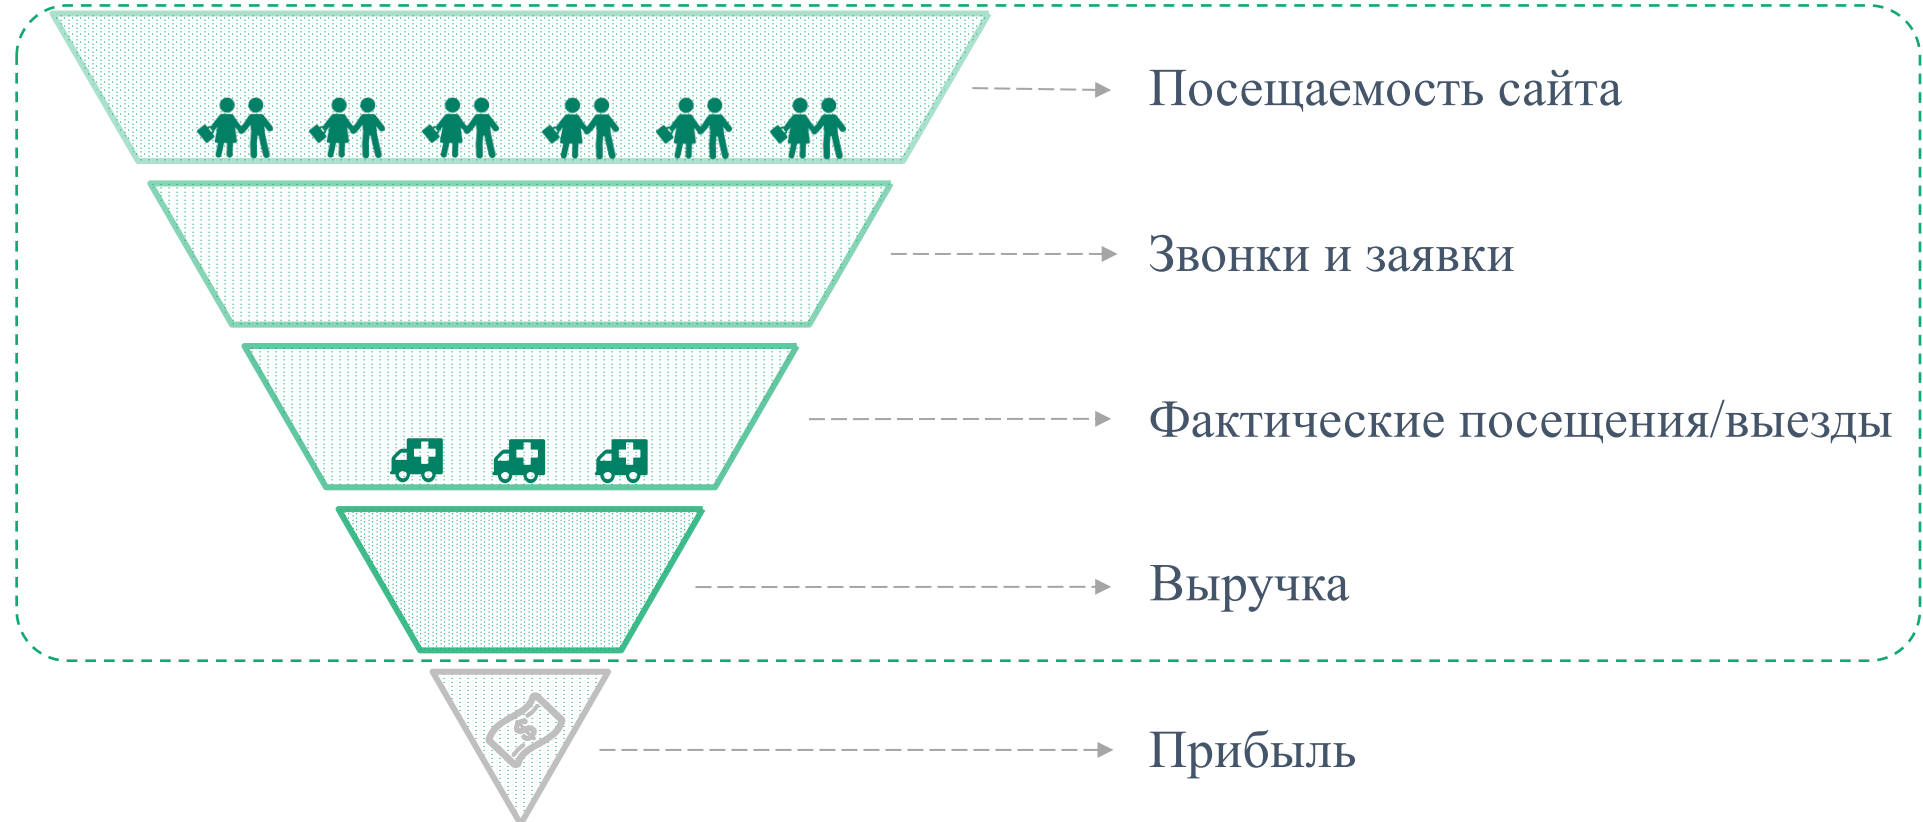 Посещаемость сайта
Звонки и заявки
Фактические посещения/выезды
Выручка
$
Прибыль